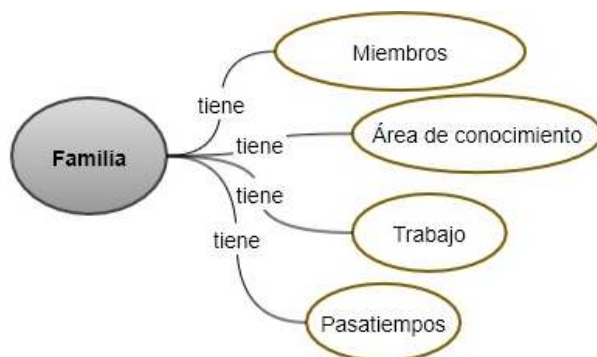 Miembros
tiene
Área de conocimiento
tiene
Familia
tiene
Trabajo
tiene
Pasatiempos